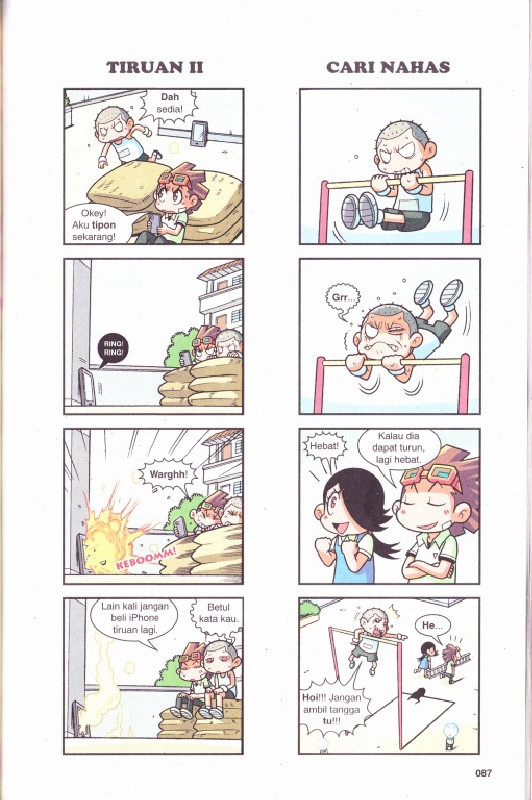 TIRUAN II
Dah
sedia!
Okey!
Aku tipon
sekarang!
RING!
RING!
Warghh!
KEBOOMM!
Lain kali jangan
beli iPhone
tiruan lagi.
Betul
kata kau.
CARI NAHAS
Grr...
Hebat!
Kalau dia
dapat turun,
lagi hebat.
He...
Hoi!!! Jangan
ambil tangga
tu!!!
087